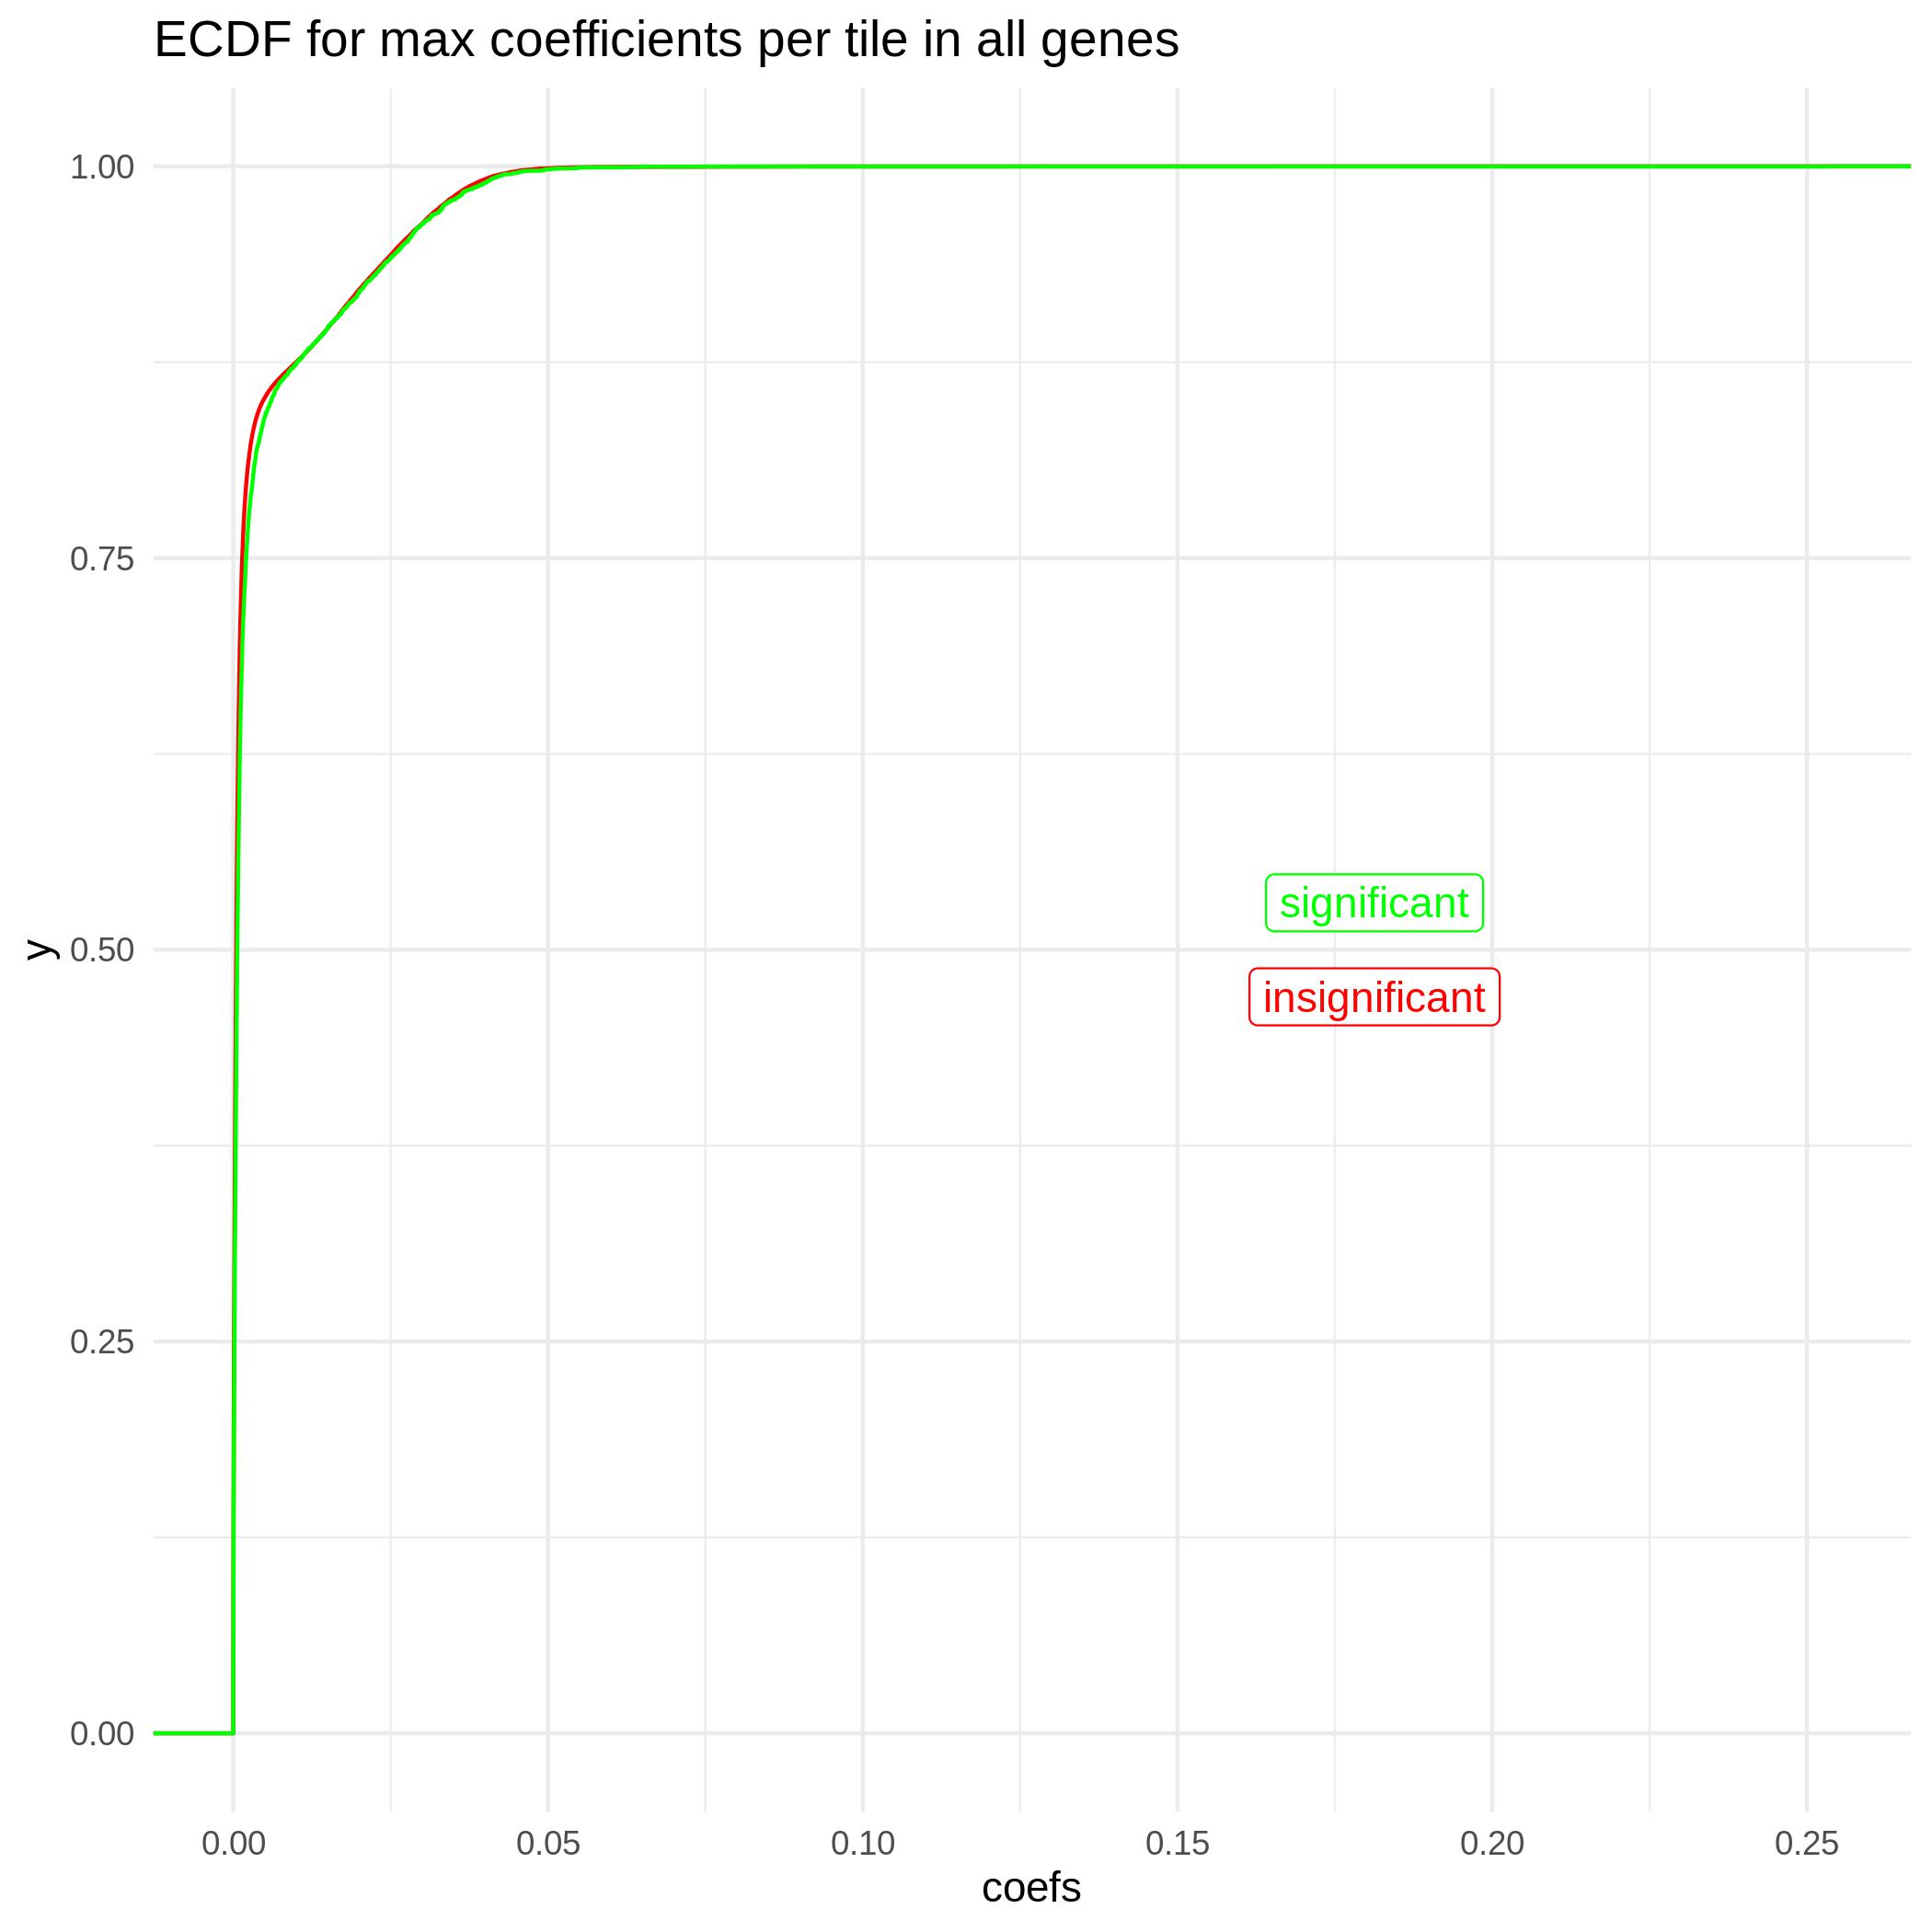 ECDF for max coefficients per tile in all genes
1.00
0.75
0.50
0.25
0.00
y
significant
insignificant
0.00 0.05 0.10 0.15 0.20 0.25
coefs